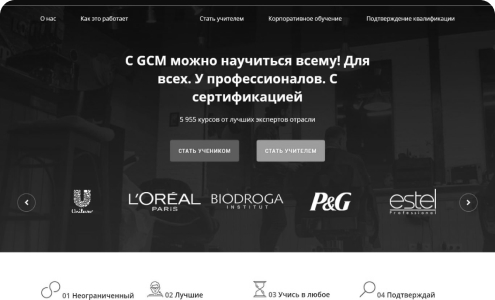 О нас Как это работает Стать учителем Корпоративное обучение Подтверждение квалификации
С GCM можно научиться всему! Для
всех. У профессионалов. С
сертификацией
5 955 курсов от лучших экспертов отрасли
СТАТЬ УЧЕНИКОМ СТАТЬ УЧИТЕЛЕМ
Unilever L'ORÉAL PARIS BIODROGA INSTITUT P&G estel Professional
01 Неограниченный 02 Лучшие 03 Учись в любое 04 Подтверждай